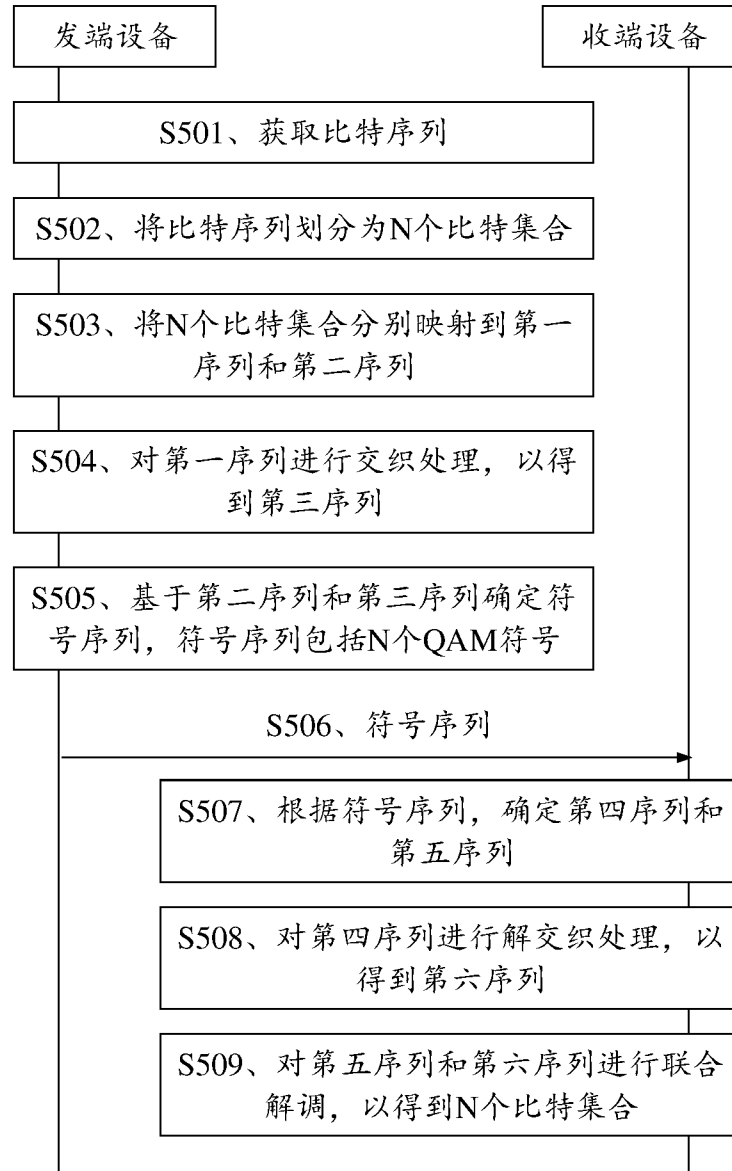 发端设备
收端设备
S501、获取比特序列
S502、将比特序列划分为N个比特集合
S503、将N个比特集合分别映射到第一
序列和第二序列
S504、对第一序列进行交织处理，以得
到第三序列
S505、基于第二序列和第三序列确定符
号序列，符号序列包括N个QAM符号
S506、符号序列
S507、根据符号序列，确定第四序列和
第五序列
S508、对第四序列进行解交织处理，以
得到第六序列
S509、对第五序列和第六序列进行联合
解调，以得到N个比特集合